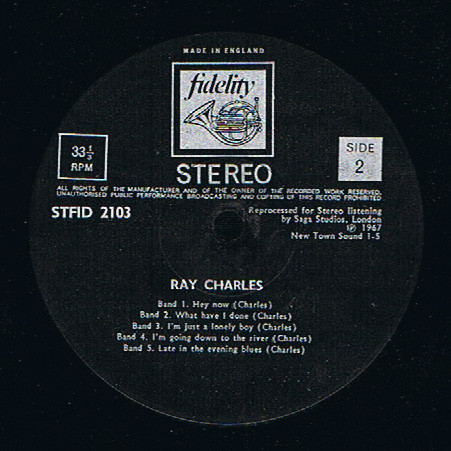 MADE IN ENGLAND
fidelity
33 1/3
RPM
SIDE
2
STEREO
ALL RIGHTS OF THE MANUFACTURER AND OF THE OWNER OF THE RECORDED WORK RESERVED.
UNAUTHORISED PUBLIC PERFORMANCE BROADCASTING AND COPYING OF THIS RECORD PROHIBITED
STFID 2103
Reprocessed for Stereo listening
by Saga Studios, London
℗ 1967
New Town Sound 1-5
RAY CHARLES
Band 1. Hey now (Charles)
Band 2. What have I done (Charles)
Band 3. I'm just a lonely boy (Charles)
Band 4. I'm going down to the river (Charles)
Band 5. Late in the evening blues (Charles)